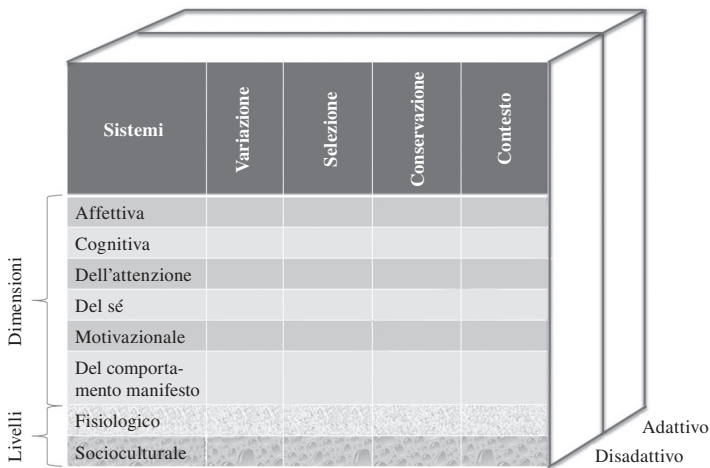 Sistemi
Variazione
Selezione
Conservazione
Contesto
Dimensioni
Affettiva
Cognitiva
Dell'attenzione
Del sé
Motivazionale
Del comporta-
mento manifesto
Livelli
Fisiologico
Socioculturale
Adattivo
Disadattivo